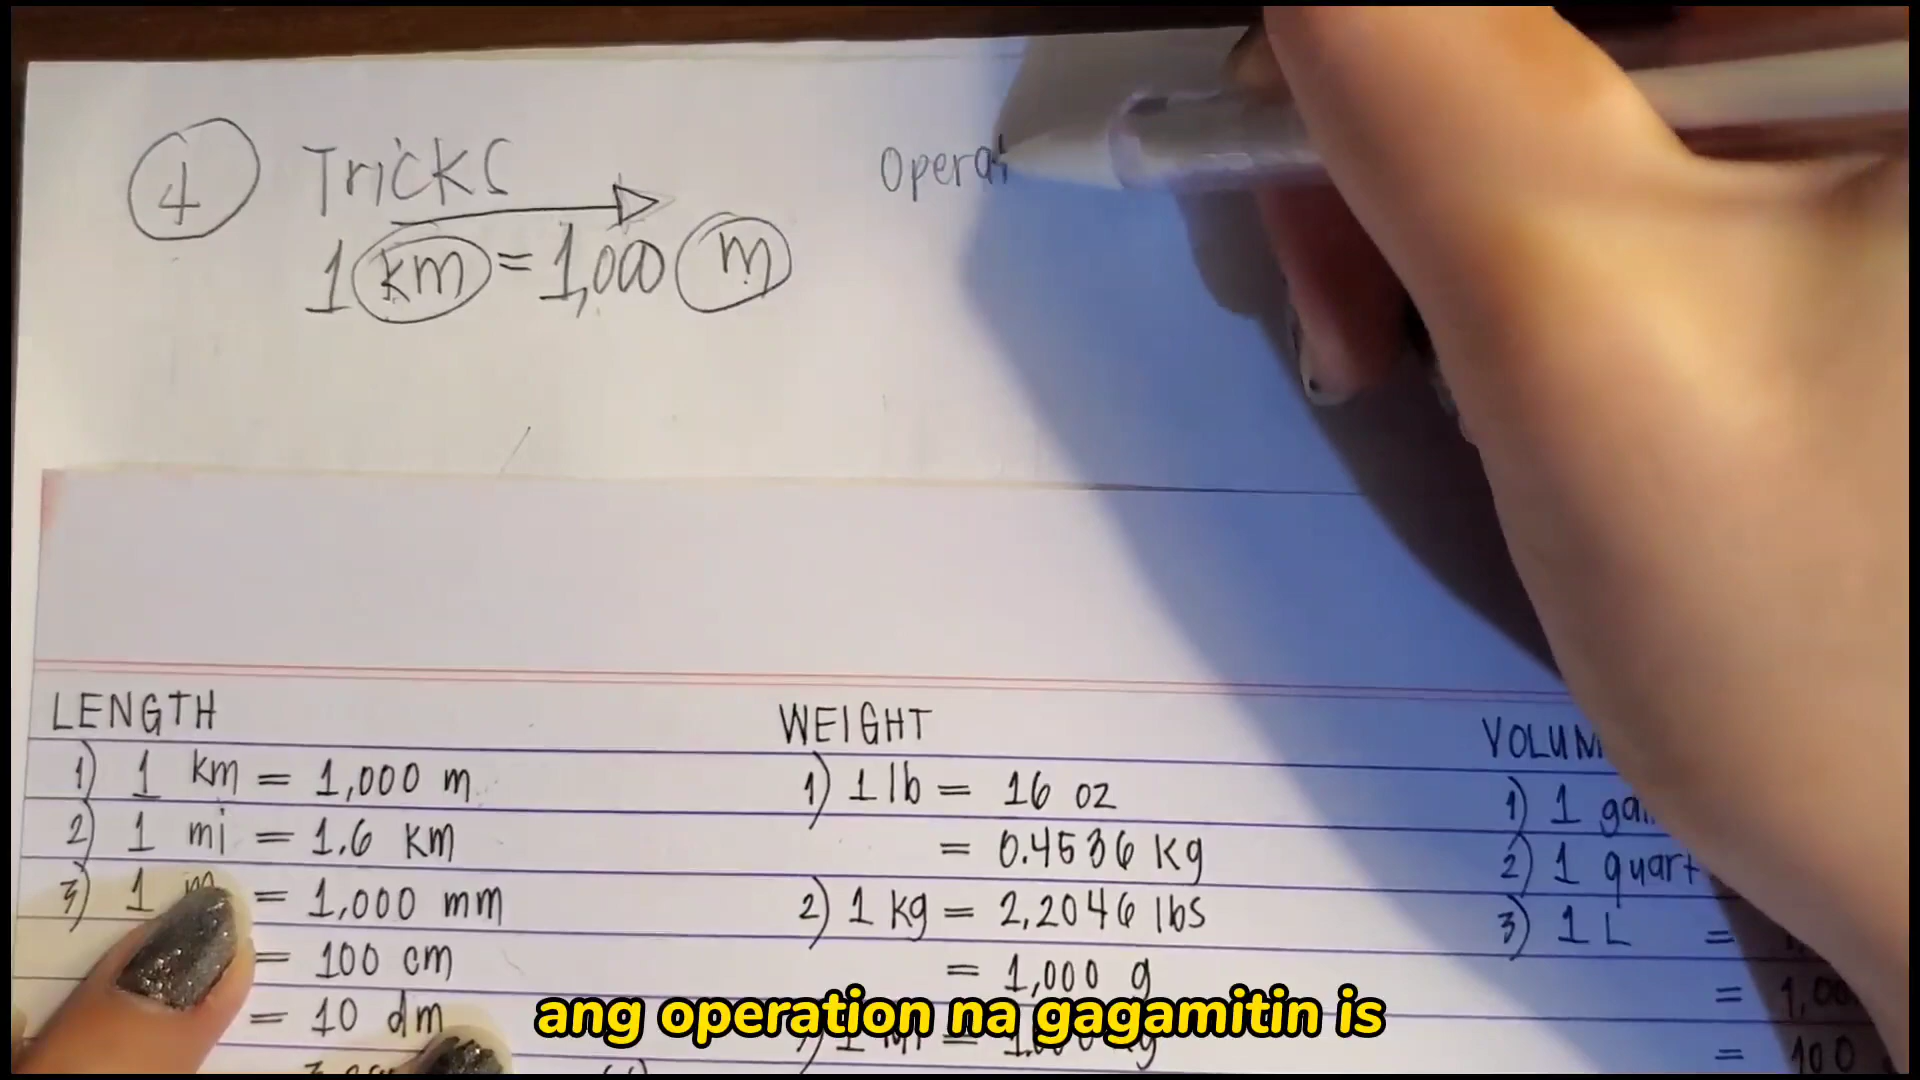 4 Tricks
Operat
1 km = 1,000 m
LENGTH
1) 1 km = 1,000 m
2) 1 mi = 1.6 km
3) 1 m = 1,000 mm
= 100 cm
= 10 dm
WEIGHT
1) 1 lb = 16 oz
= 0.4536 kg
2) 1 kg = 2.2046 lbs
= 1,000 g
VOLUM
1) 1 gal
2) 1 quart
3) 1 L =
=
= 100
ang operation na gagamitin is